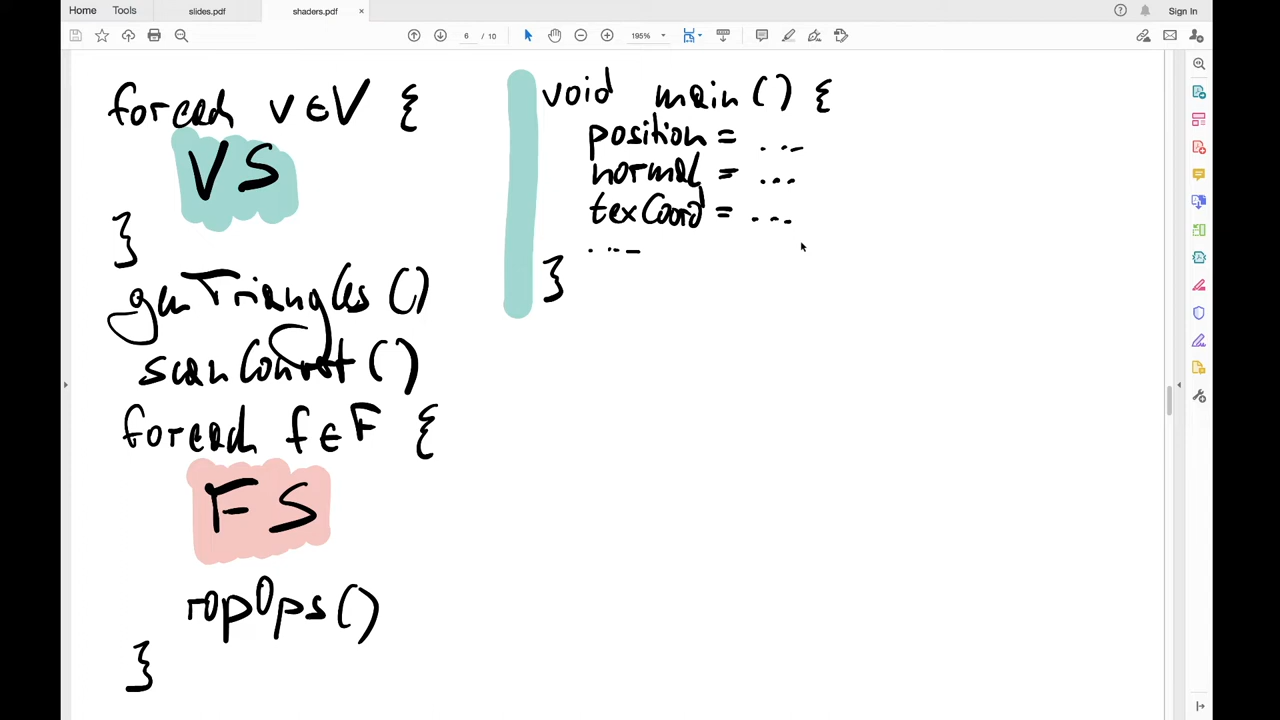 Home Tools slides.pdf shaders.pdf × Sign In
6 / 10 195%
foreach v ∈ V {
VS
}
genTriangles ()
scanConvert ()
foreach f ∈ F {
FS
ropOps ()
}
void main () {
position = ...
normal = ...
texCoord = ...
....
}